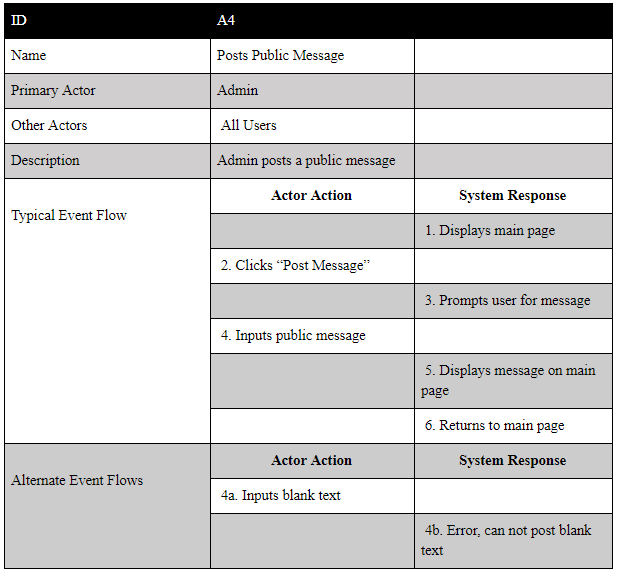 ID A4
Name Posts Public Message
Primary Actor Admin
Other Actors All Users
Description Admin posts a public message
Typical Event Flow
Actor Action System Response
1. Displays main page
2. Clicks “Post Message”
3. Prompts user for message
4. Inputs public message
5. Displays message on main
page
6. Returns to main page
Alternate Event Flows
Actor Action System Response
4a. Inputs blank text
4b. Error, can not post blank
text